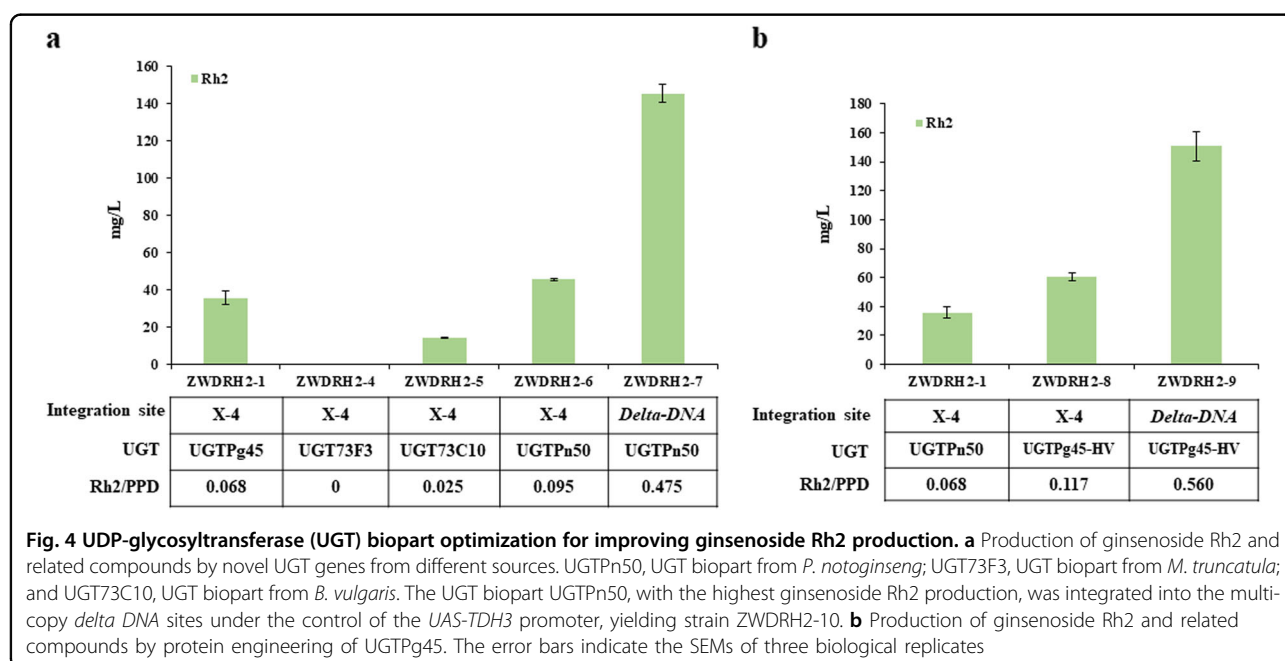 a
160
140
120
100
80
60
40
20
0
mg/L
Rh2
ZWDRH2-1 ZWDRH2-4 ZWDRH2-5 ZWDRH2-6 ZWDRH2-7
Integration site X-4 X-4 X-4 X-4 Delta-DNA
UGT UGTPg45 UGT73F3 UGT73C10 UGTPn50 UGTPn50
Rh2/PPD 0.068 0 0.025 0.095 0.475
b
180
160
140
120
100
80
60
40
20
0
mg/L
Rh2
ZWDRH2-1 ZWDRH2-8 ZWDRH2-9
Integration site X-4 X-4 Delta-DNA
UGT UGTPn50 UGTPg45-HV UGTPg45-HV
Rh2/PPD 0.068 0.117 0.560
Fig. 4 UDP-glycosyltransferase (UGT) biopart optimization for improving ginsenoside Rh2 production. a Production of ginsenoside Rh2 and
related compounds by novel UGT genes from different sources. UGTPn50, UGT biopart from P. notoginseng; UGT73F3, UGT biopart from M. truncatula;
and UGT73C10, UGT biopart from B. vulgaris. The UGT biopart UGTPn50, with the highest ginsenoside Rh2 production, was integrated into the multi-
copy delta DNA sites under the control of the UAS-TDH3 promoter, yielding strain ZWDRH2-10. b Production of ginsenoside Rh2 and related
compounds by protein engineering of UGTPg45. The error bars indicate the SEMs of three biological replicates